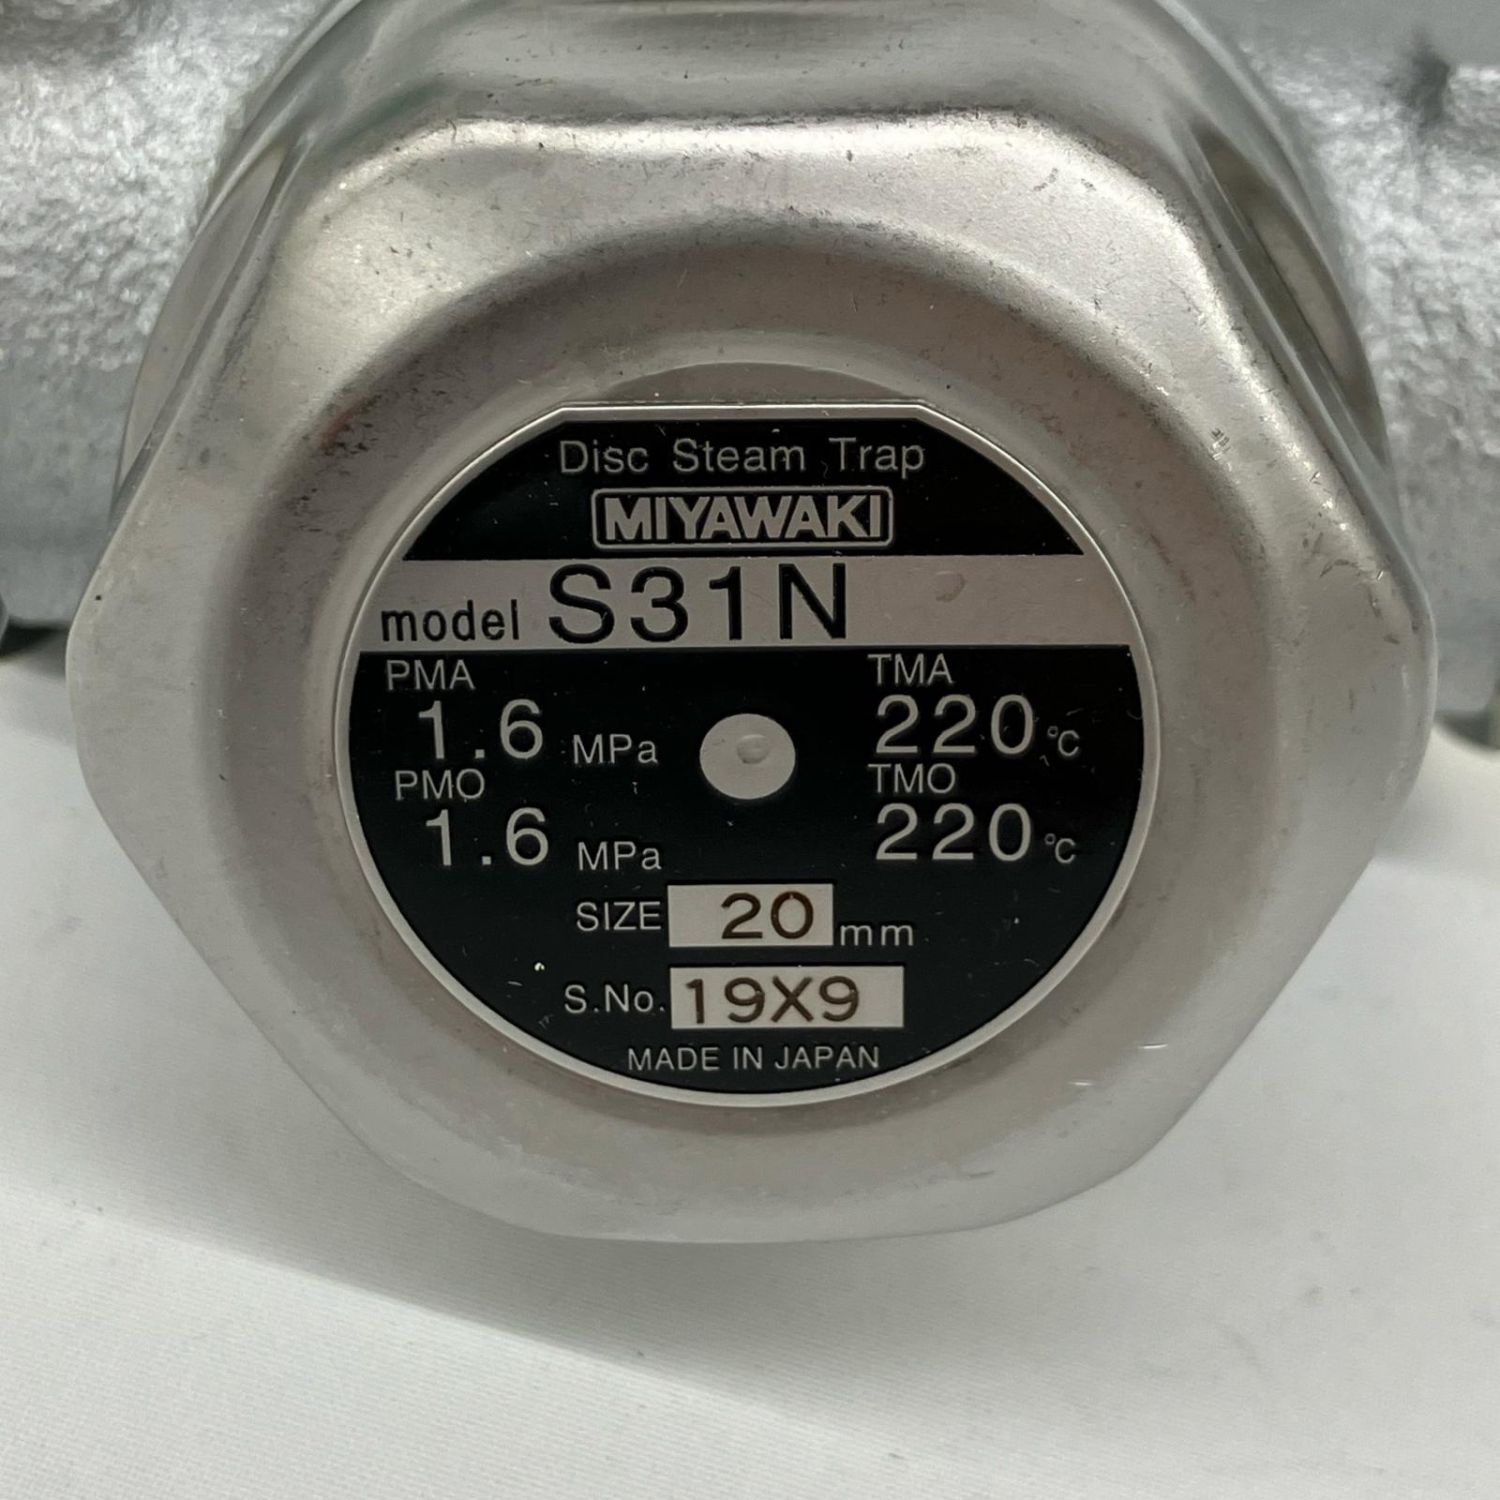 Disc Steam Trap
MIYAWAKI
model S31N
PMA
1.6 MPa
TMA
220 ℃
PMO
1.6 MPa
TMO
220 ℃
SIZE 20 mm
S.No. 19X9
MADE IN JAPAN